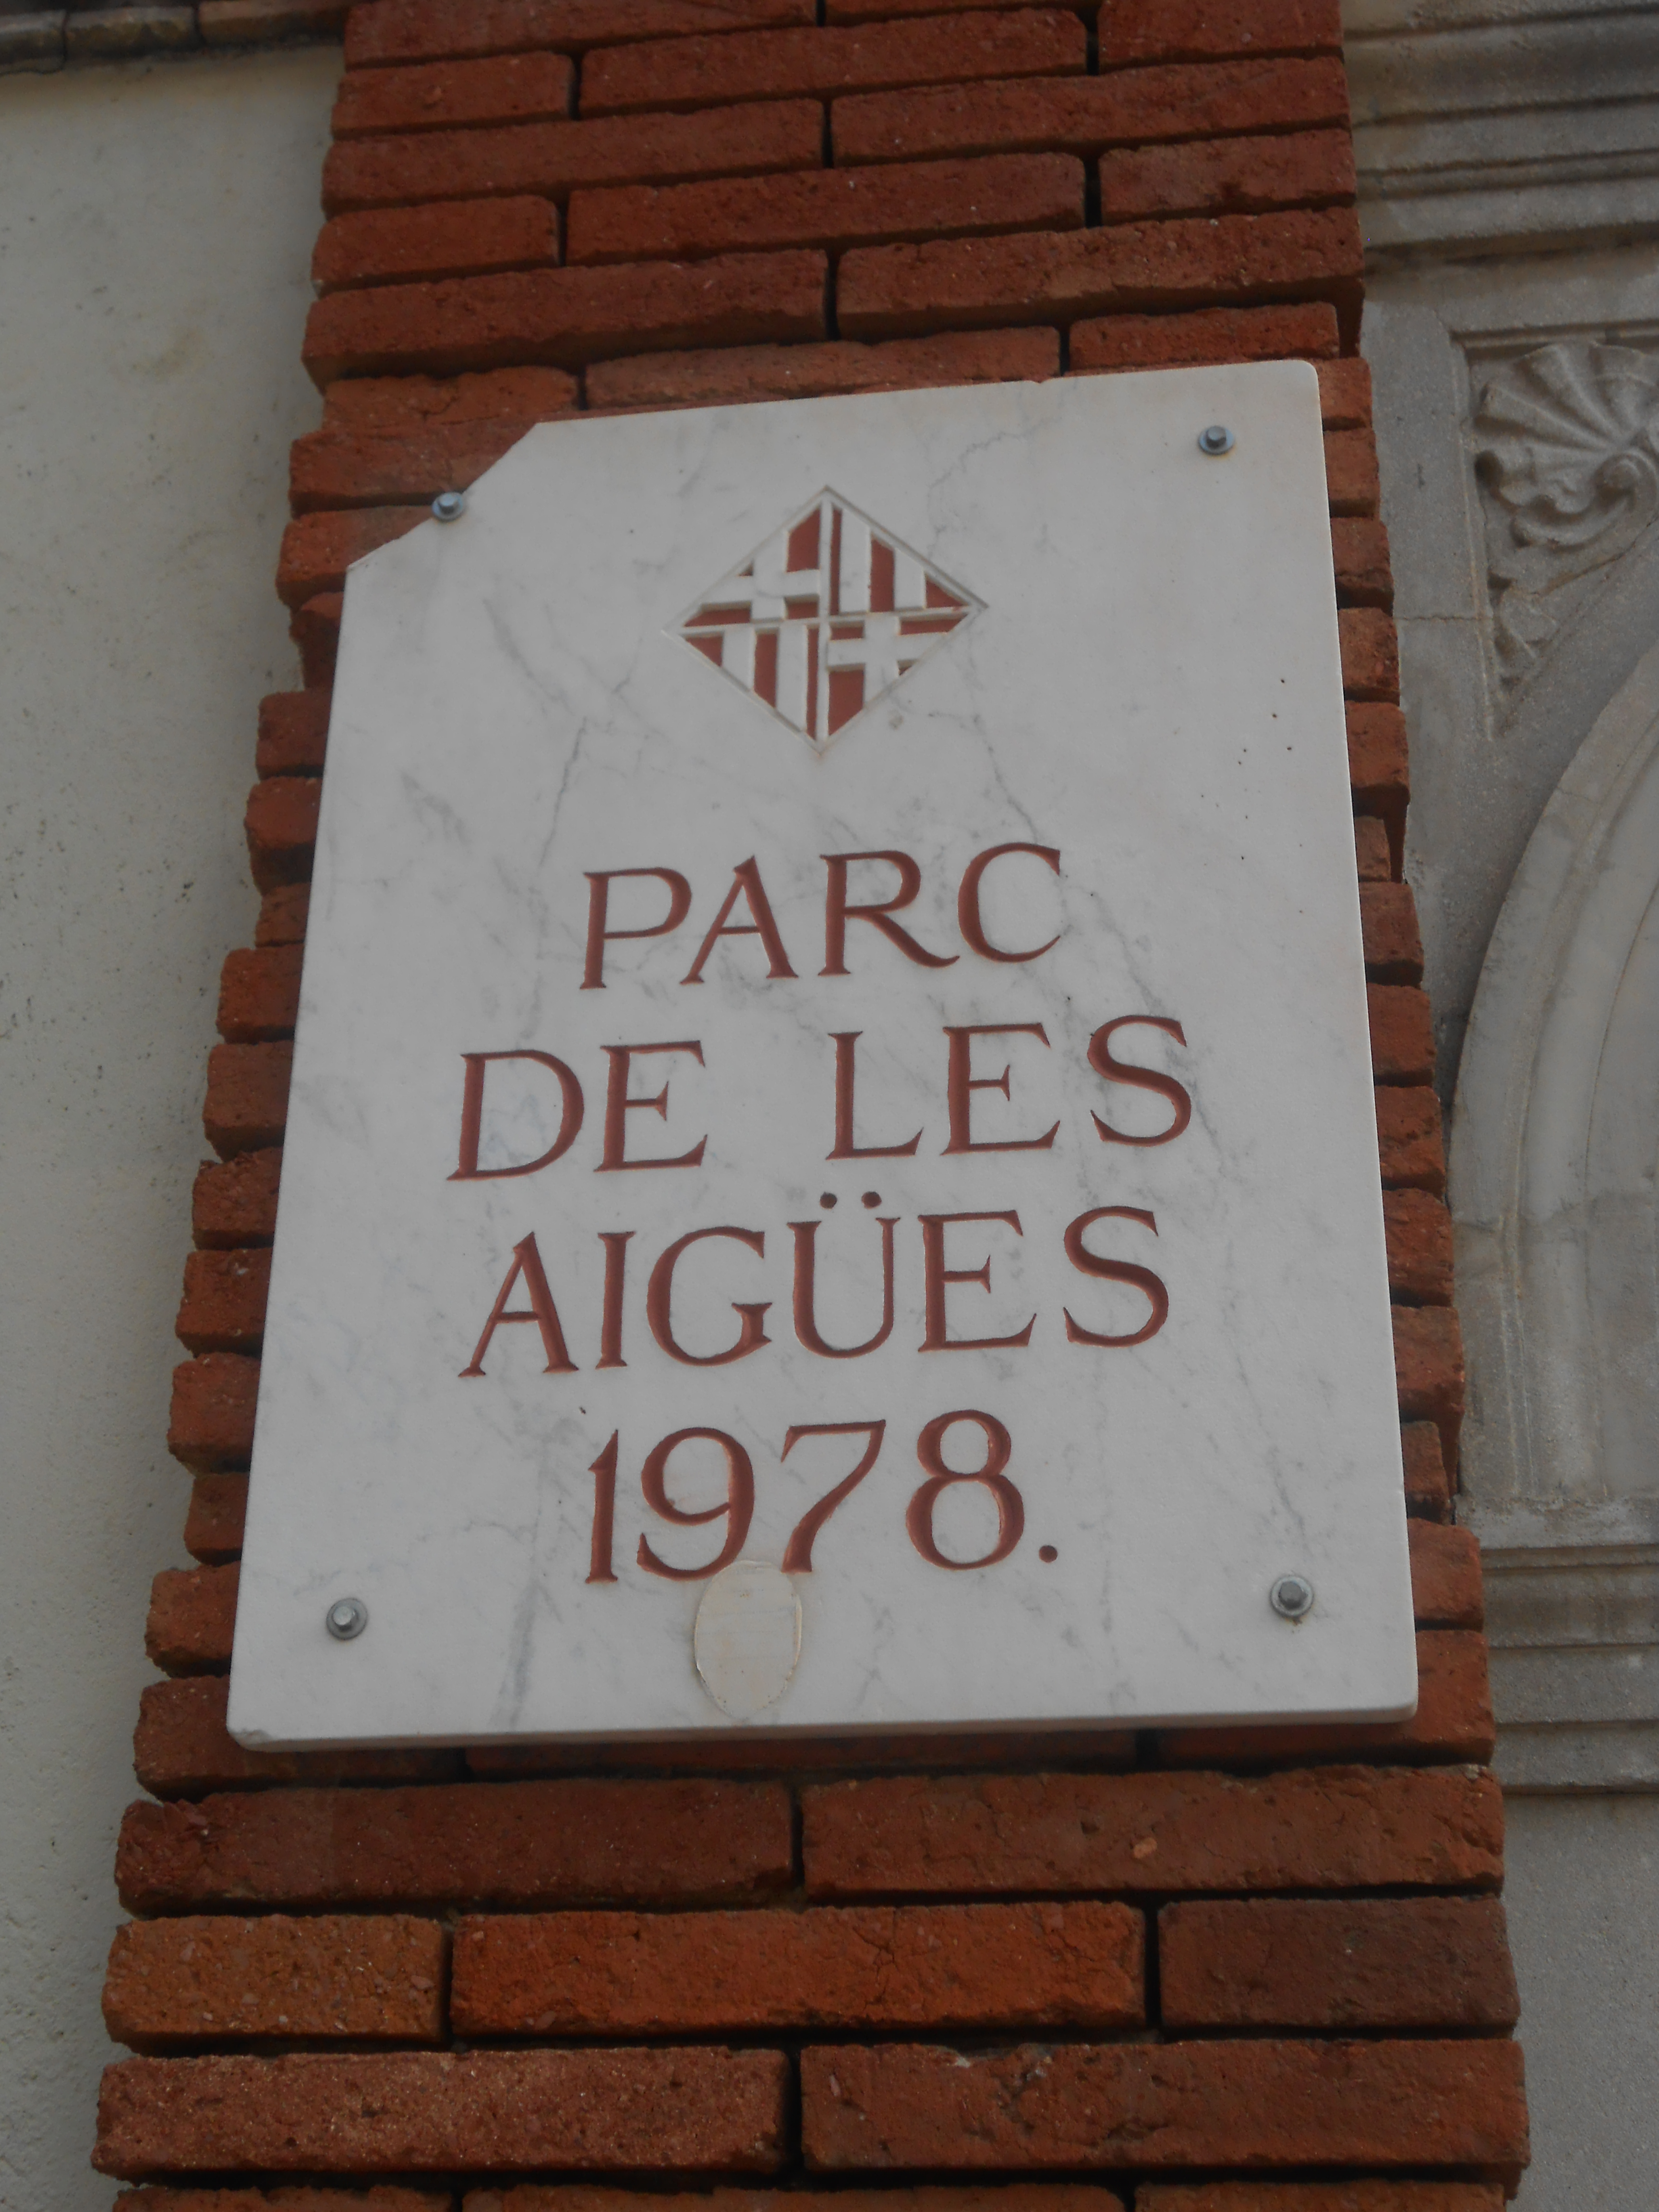 PARC
DE LES
AIGÜES
1978.